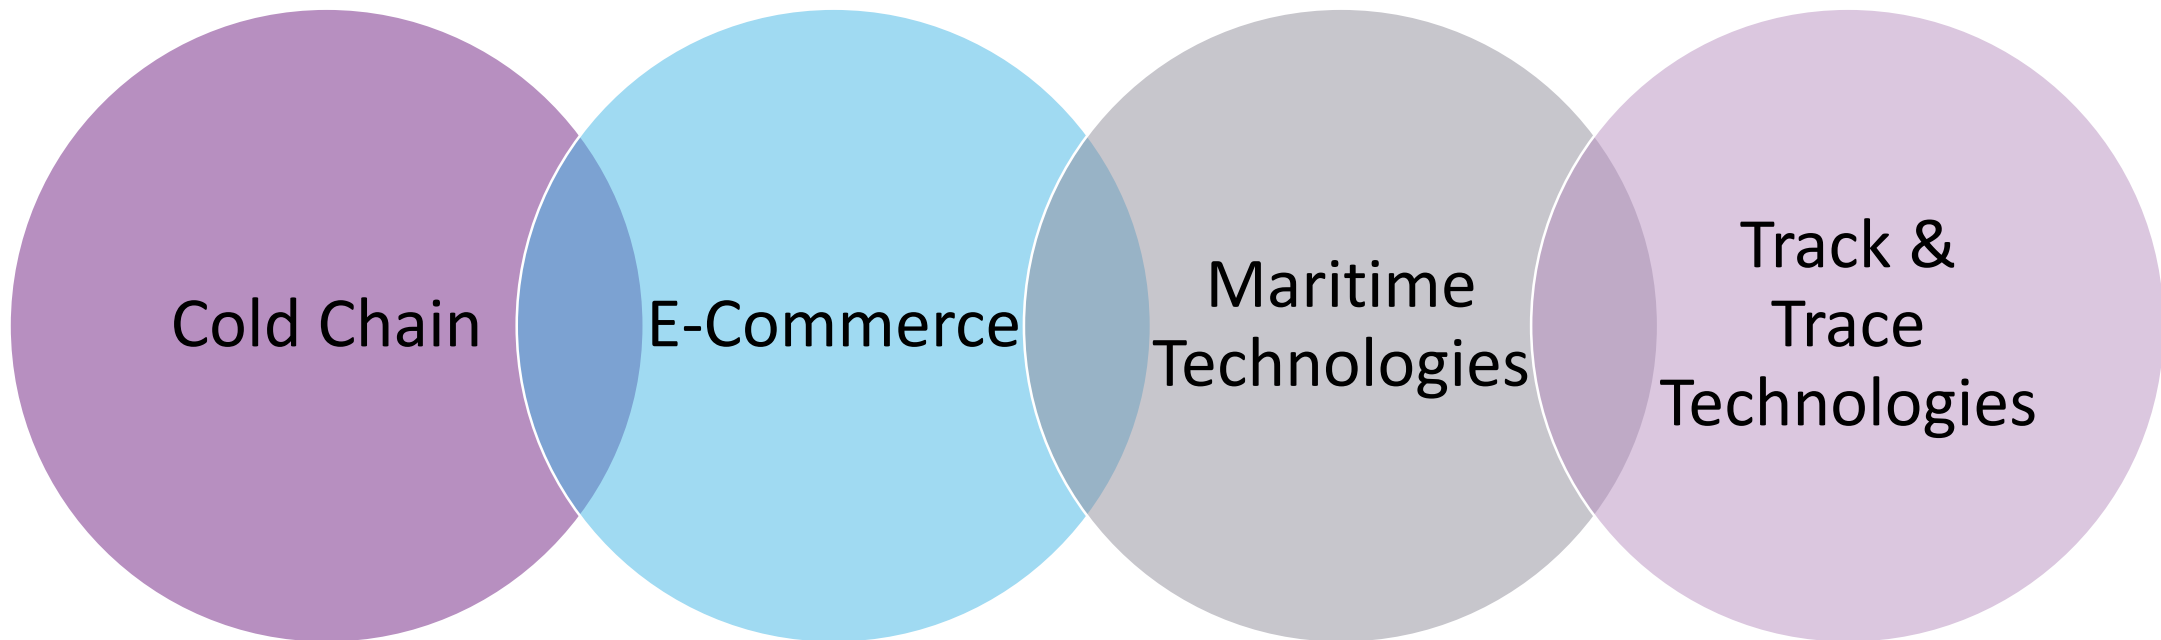 Cold Chain
E-Commerce
Maritime
Technologies
Track &
Trace
Technologies